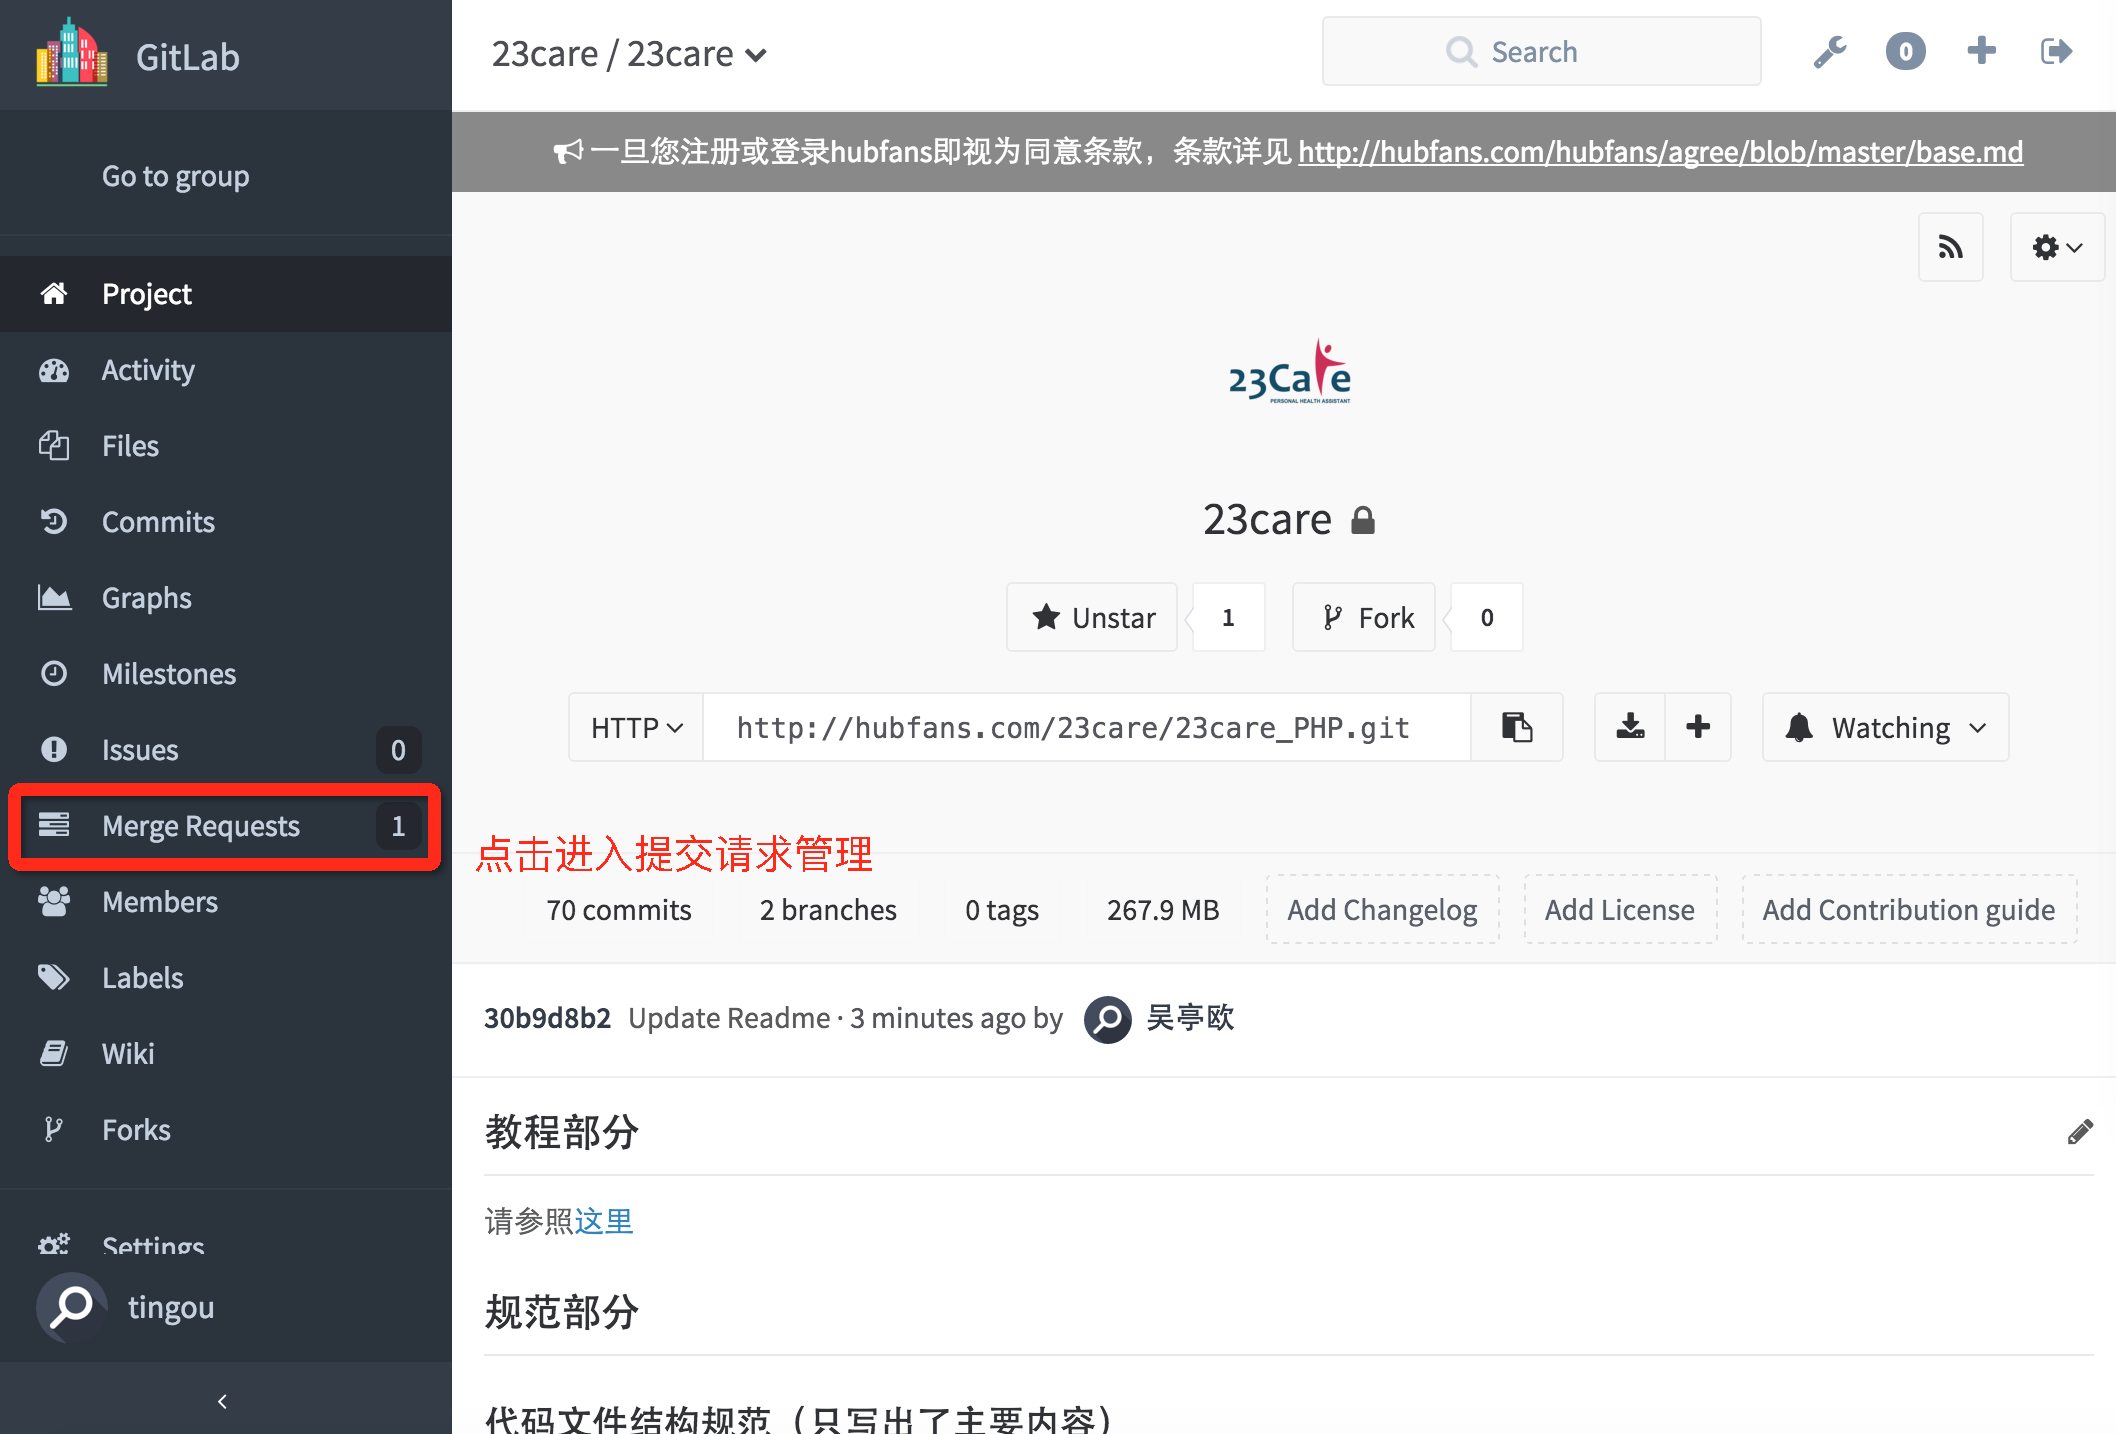 GitLab
23care / 23care
Search
0
Go to group
一旦您注册或登录hubfans即视为同意条款，条款详见 http://hubfans.com/hubfans/agree/blob/master/base.md
Project
Activity
Files
Commits
Graphs
Milestones
Issues 0
Merge Requests 1
Members
Labels
Wiki
Forks
Settings
tingou
23Care
PERSONAL HEALTH ASSISTANT
23care
Unstar 1 Fork 0
HTTP http://hubfans.com/23care/23care_PHP.git Watching
点击进入提交请求管理
70 commits 2 branches 0 tags 267.9 MB Add Changelog Add License Add Contribution guide
30b9d8b2 Update Readme · 3 minutes ago by 吴亭欧
教程部分
请参照这里
规范部分
代码文件结构规范（只写出了主要内容）